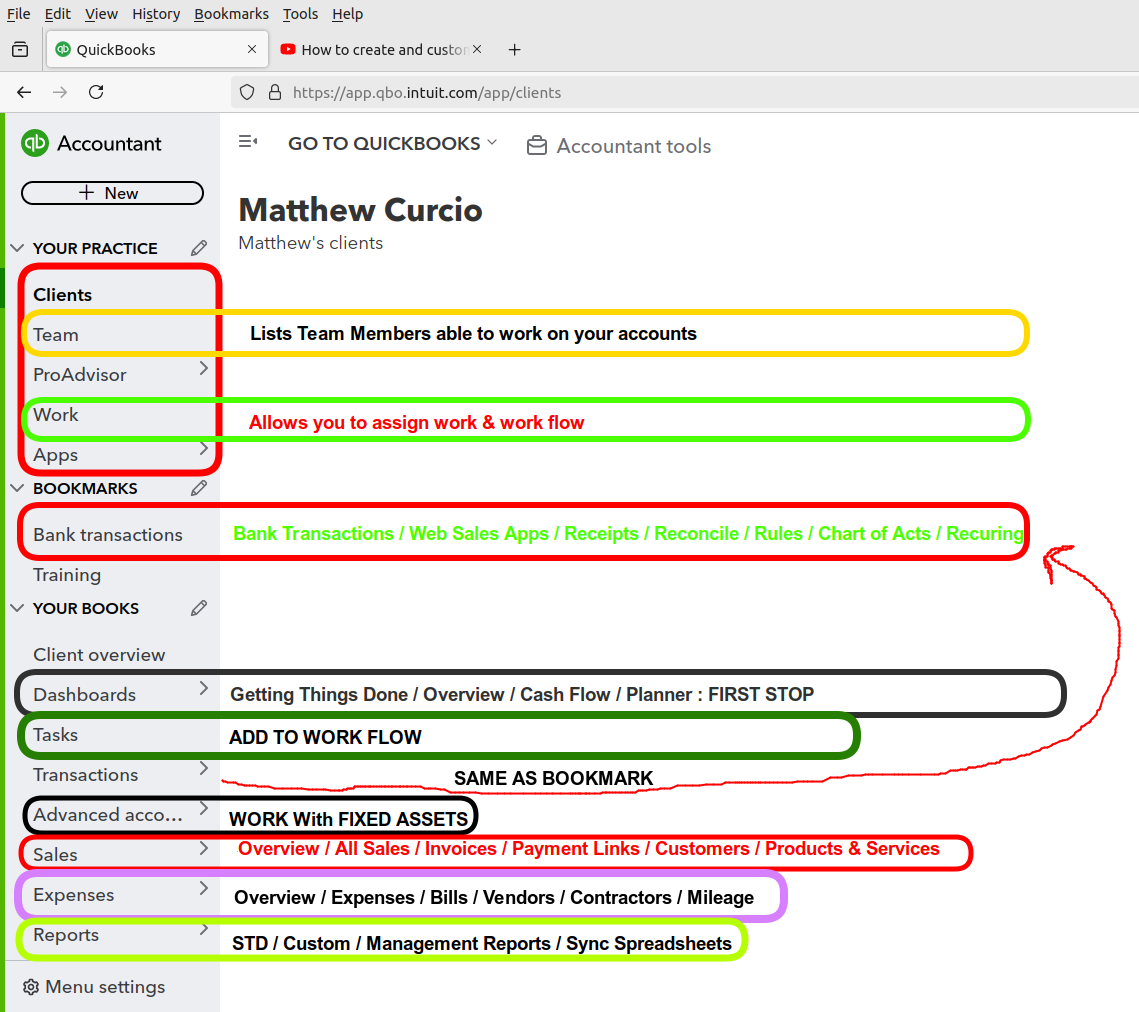 File Edit View History Bookmarks Tools Help
QuickBooks × How to create and custor × +
https://app.qbo.intuit.com/app/clients
qb Accountant GO TO QUICKBOOKS Accountant tools
+ New
Matthew Curcio
Matthew's clients
YOUR PRACTICE
Clients
Team Lists Team Members able to work on your accounts
ProAdvisor
Work Allows you to assign work & work flow
Apps
BOOKMARKS
Bank transactions Bank Transactions / Web Sales Apps / Receipts / Reconcile / Rules / Chart of Acts / Recuring
Training
YOUR BOOKS
Client overview
Dashboards Getting Things Done / Overview / Cash Flow / Planner : FIRST STOP
Tasks ADD TO WORK FLOW
Transactions SAME AS BOOKMARK
Advanced acco... WORK With FIXED ASSETS
Sales Overview / All Sales / Invoices / Payment Links / Customers / Products & Services
Expenses Overview / Expenses / Bills / Vendors / Contractors / Mileage
Reports STD / Custom / Management Reports / Sync Spreadsheets
Menu settings